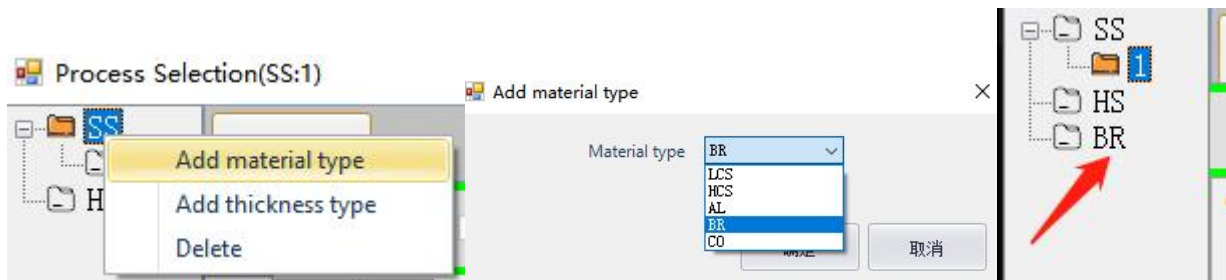 Process Selection(SS:1)
SS
H
Add material type
Add thickness type
Delete
Add material type
Material type
BR
LCS
HCS
AL
BR
CO
取消
SS
1
HS
BR